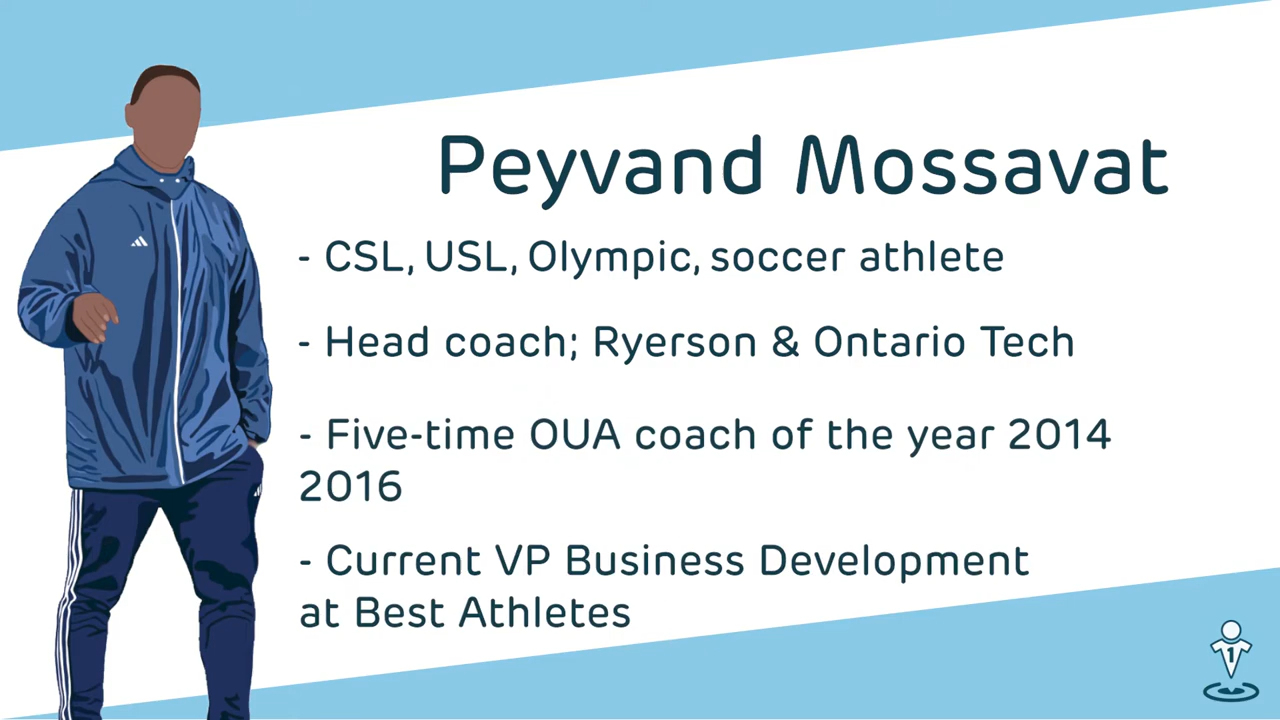 Peyvand Mossavat
- CSL, USL, Olympic, soccer athlete
- Head coach; Ryerson & Ontario Tech
- Five-time OUA coach of the year 2014
2016
- Current VP Business Development
at Best Athletes
1